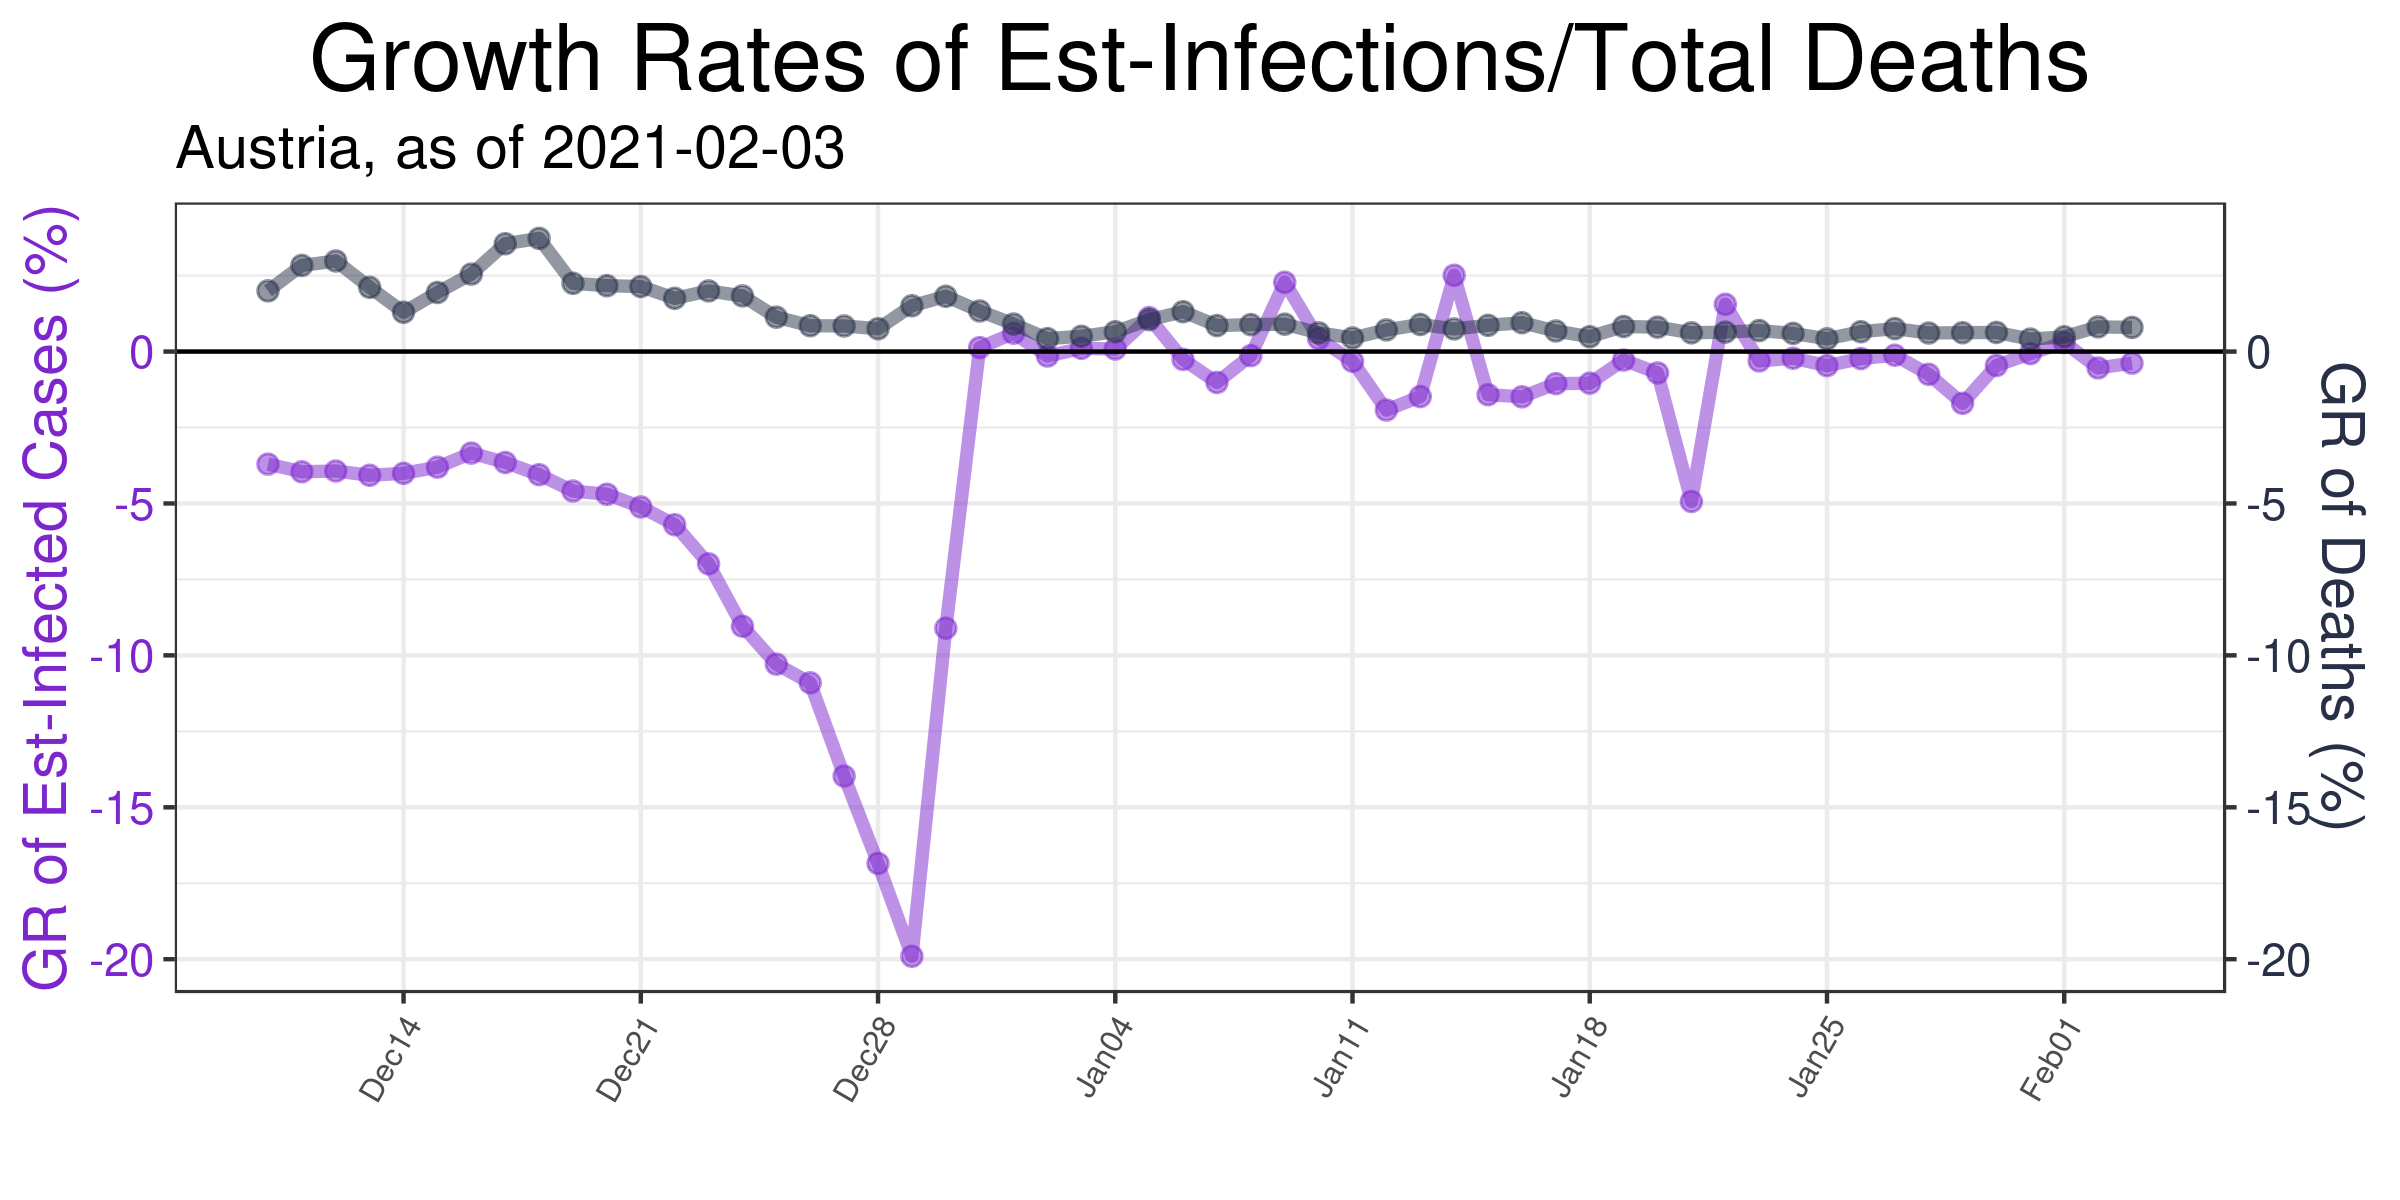 Growth Rates of Est-Infections/Total Deaths
Austria, as of 2021-02-03
GR of Est-Infected Cases (%)
0
-5
-10
-15
-20
0
-5
-10
-15
-20
GR of Deaths (%)
Dec14
Dec21
Dec28
Jan04
Jan11
Jan18
Jan25
Feb01